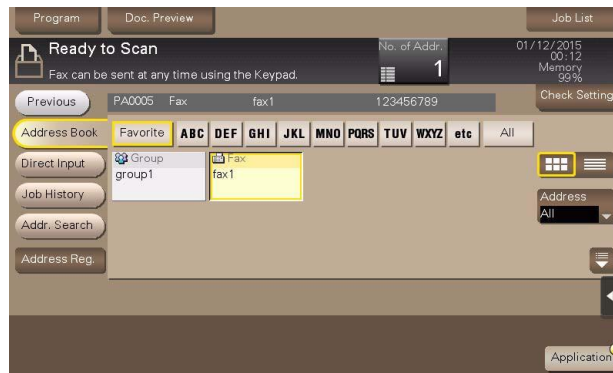 Program
Doc. Preview
Job List
Ready to Scan
Fax can be sent at any time using the Keypad.
No. of Addr.
1
01/12/2015
00:12
Memory
99%
Previous
PA0005 Fax fax1 123456789
Check Setting
Address Book
Favorite ABC DEF GHI JKL MNO PQRS TUV WXYZ etc All
Direct Input
Group
group1
Fax
fax1
Job History
Address
All
Addr. Search
Address Reg.
Application